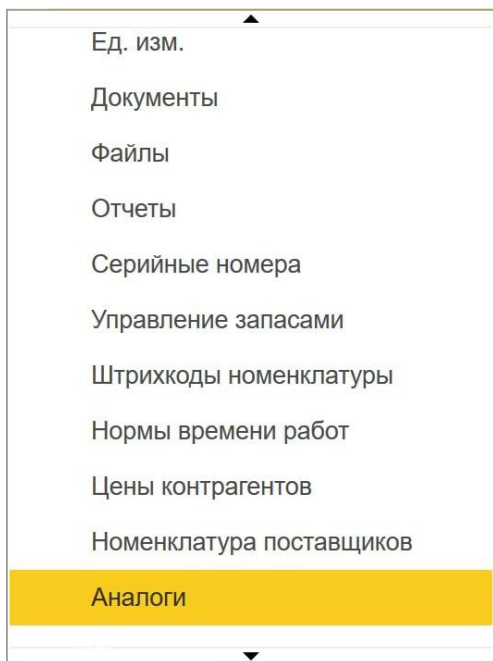 Ед. изм.
Документы
Файлы
Отчеты
Серийные номера
Управление запасами
Штрихкоды номенклатуры
Нормы времени работ
Цены контрагентов
Номенклатура поставщиков
Аналоги